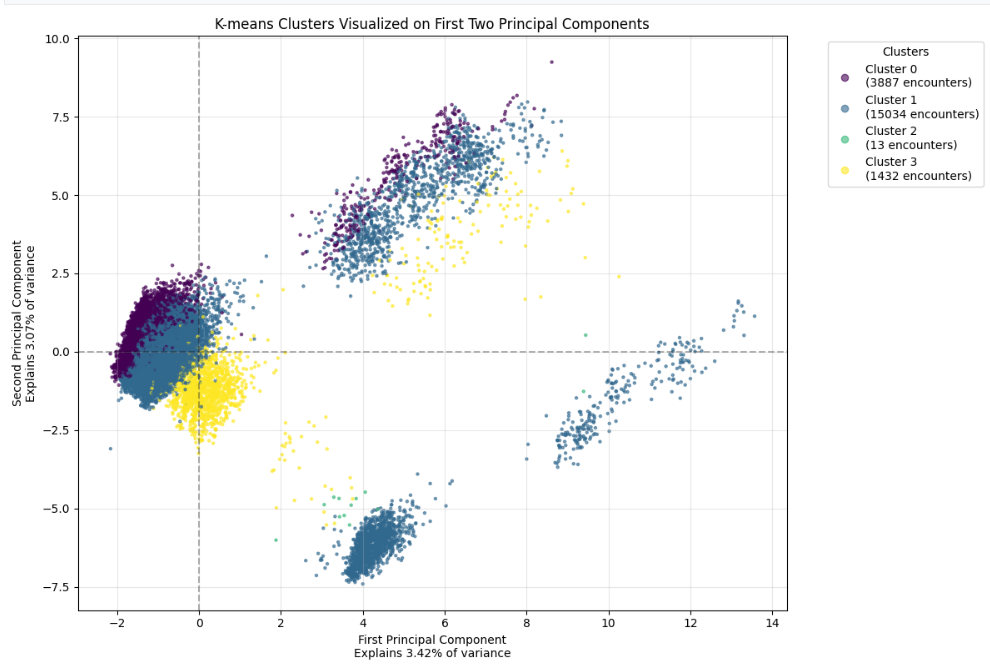 K-means Clusters Visualized on First Two Principal Components
10.0
7.5
5.0
2.5
0.0
−2.5
−5.0
−7.5
Second Principal Component
Explains 3.07% of variance
−2
0
2
4
6
8
10
12
14
First Principal Component
Explains 3.42% of variance
Clusters
Cluster 0
(3887 encounters)
Cluster 1
(15034 encounters)
Cluster 2
(13 encounters)
Cluster 3
(1432 encounters)